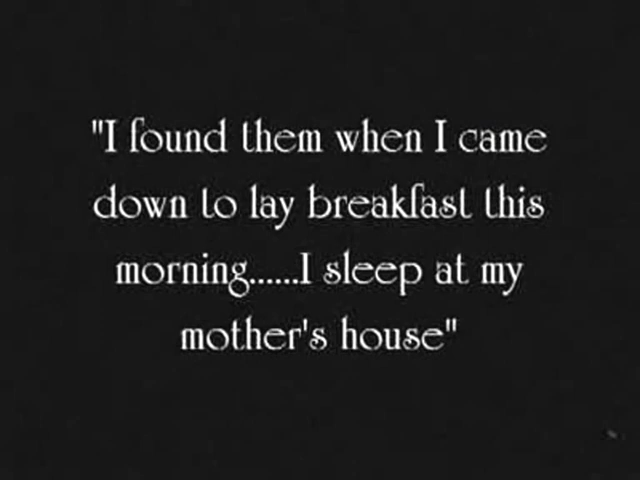 "I found them when I came
down to lay breakfast this
morning......I sleep at my
mother's house"